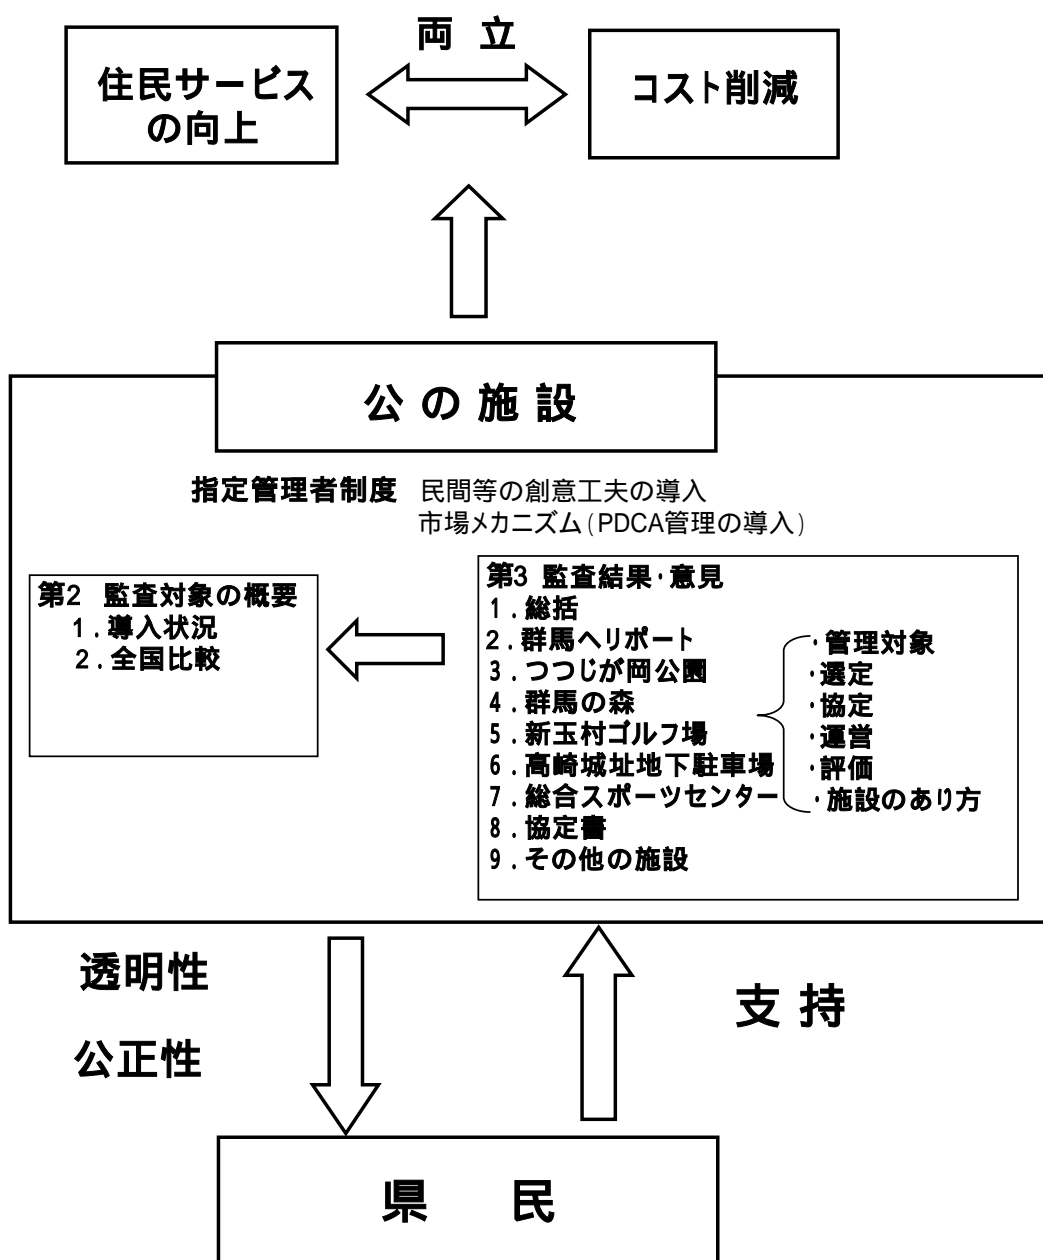 両 立
住民サービス
の向上
コスト削減
公 の 施 設
指定管理者制度 民間等の創意工夫の導入
市場メカニズム(PDCA管理の導入)
第2 監査対象の概要
1.導入状況
2.全国比較
第3 監査結果・意見
1.総括
2.群馬ヘリポート
3.つつじが岡公園
4.群馬の森
5.新玉村ゴルフ場
6.高崎城址地下駐車場
7.総合スポーツセンター
8.協定書
9.その他の施設
・管理対象
・選定
・協定
・運営
・評価
・施設のあり方
透明性
公正性
支 持
県 民